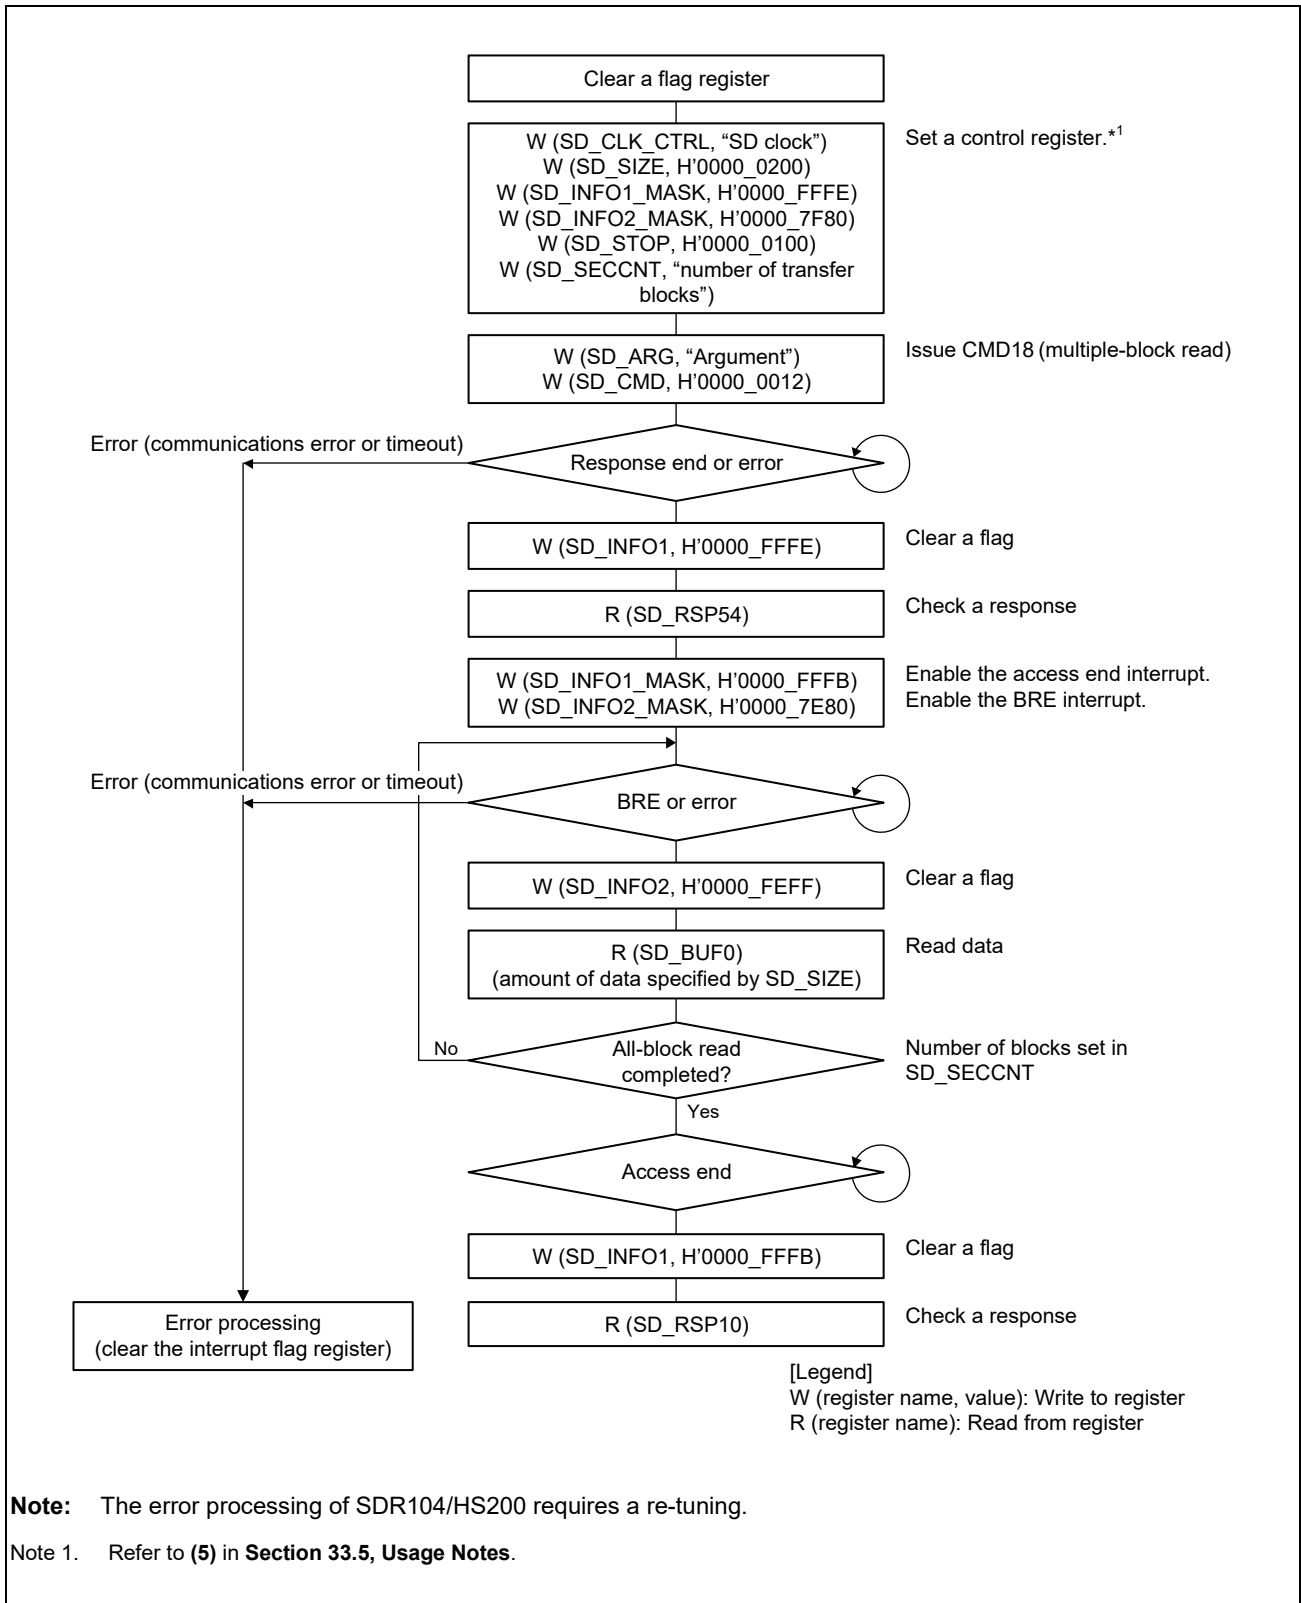 Clear a flag register
W (SD_CLK_CTRL, “SD clock”)
W (SD_SIZE, H'0000_0200)
W (SD_INFO1_MASK, H'0000_FFFE)
W (SD_INFO2_MASK, H'0000_7F80)
W (SD_STOP, H'0000_0100)
W (SD_SECCNT, “number of transfer
blocks”)
Set a control register.*1
W (SD_ARG, “Argument”)
W (SD_CMD, H'0000_0012)
Issue CMD18 (multiple-block read)
Error (communications error or timeout)
Response end or error
W (SD_INFO1, H'0000_FFFE)
Clear a flag
R (SD_RSP54)
Check a response
W (SD_INFO1_MASK, H'0000_FFFB)
W (SD_INFO2_MASK, H'0000_7E80)
Enable the access end interrupt.
Enable the BRE interrupt.
Error (communications error or timeout)
BRE or error
W (SD_INFO2, H'0000_FEFF)
Clear a flag
R (SD_BUF0)
(amount of data specified by SD_SIZE)
Read data
No
All-block read
completed?
Number of blocks set in
SD_SECCNT
Yes
Access end
W (SD_INFO1, H'0000_FFFB)
Clear a flag
Error processing
(clear the interrupt flag register)
R (SD_RSP10)
Check a response
[Legend]
W (register name, value): Write to register
R (register name): Read from register
Note: The error processing of SDR104/HS200 requires a re-tuning.
Note 1. Refer to (5) in Section 33.5, Usage Notes.